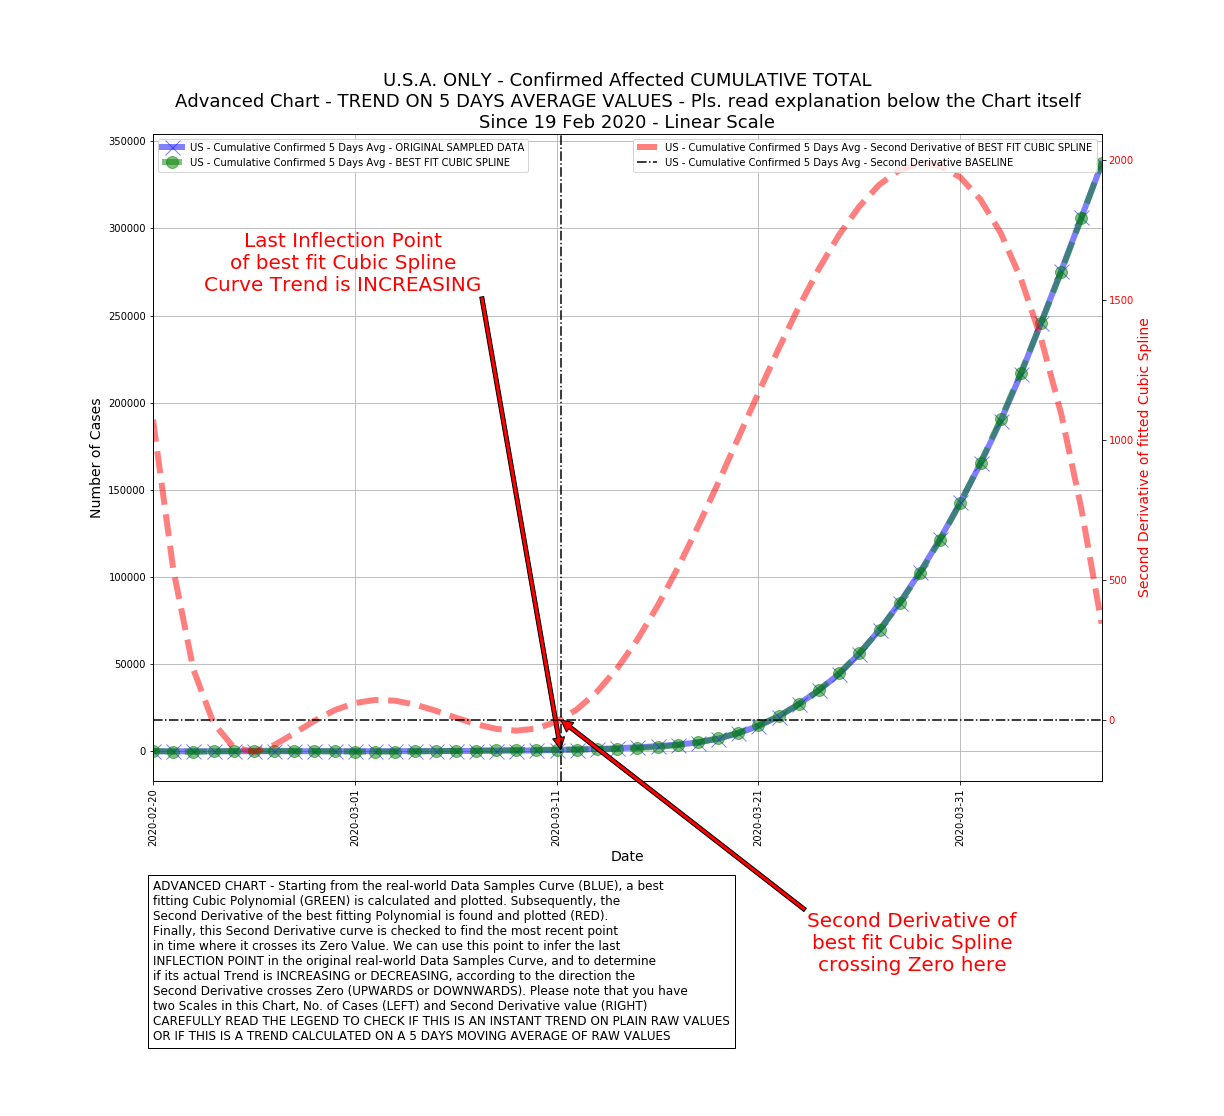 U.S.A. ONLY - Confirmed Affected CUMULATIVE TOTAL
Advanced Chart - TREND ON 5 DAYS AVERAGE VALUES - Pls. read explanation below the Chart itself
Since 19 Feb 2020 - Linear Scale
US - Cumulative Confirmed 5 Days Avg - ORIGINAL SAMPLED DATA
US - Cumulative Confirmed 5 Days Avg - BEST FIT CUBIC SPLINE
US - Cumulative Confirmed 5 Days Avg - Second Derivative of BEST FIT CUBIC SPLINE
US - Cumulative Confirmed 5 Days Avg - Second Derivative BASELINE
Last Inflection Point
of best fit Cubic Spline
Curve Trend is INCREASING
Number of Cases
350000
300000
250000
200000
150000
100000
50000
0
2000
1500
1000
500
0
Second Derivative of fitted Cubic Spline
2020-02-20
2020-03-01
2020-03-11
2020-03-21
2020-03-31
Date
ADVANCED CHART - Starting from the real-world Data Samples Curve (BLUE), a best
fitting Cubic Polynomial (GREEN) is calculated and plotted. Subsequently, the
Second Derivative of the best fitting Polynomial is found and plotted (RED).
Finally, this Second Derivative curve is checked to find the most recent point
in time where it crosses its Zero Value. We can use this point to infer the last
INFLECTION POINT in the original real-world Data Samples Curve, and to determine
if its actual Trend is INCREASING or DECREASING, according to the direction the
Second Derivative crosses Zero (UPWARDS or DOWNWARDS). Please note that you have
two Scales in this Chart, No. of Cases (LEFT) and Second Derivative value (RIGHT)
CAREFULLY READ THE LEGEND TO CHECK IF THIS IS AN INSTANT TREND ON PLAIN RAW VALUES
OR IF THIS IS A TREND CALCULATED ON A 5 DAYS MOVING AVERAGE OF RAW VALUES
Second Derivative of
best fit Cubic Spline
crossing Zero here